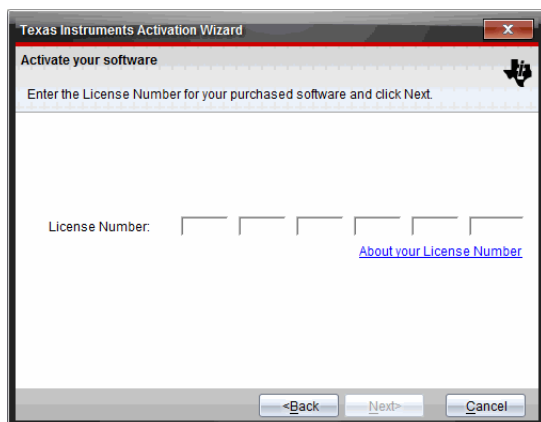 Texas Instruments Activation Wizard
Activate your software
Enter the License Number for your purchased software and click Next.
License Number:
About your License Number
<Back Next> Cancel